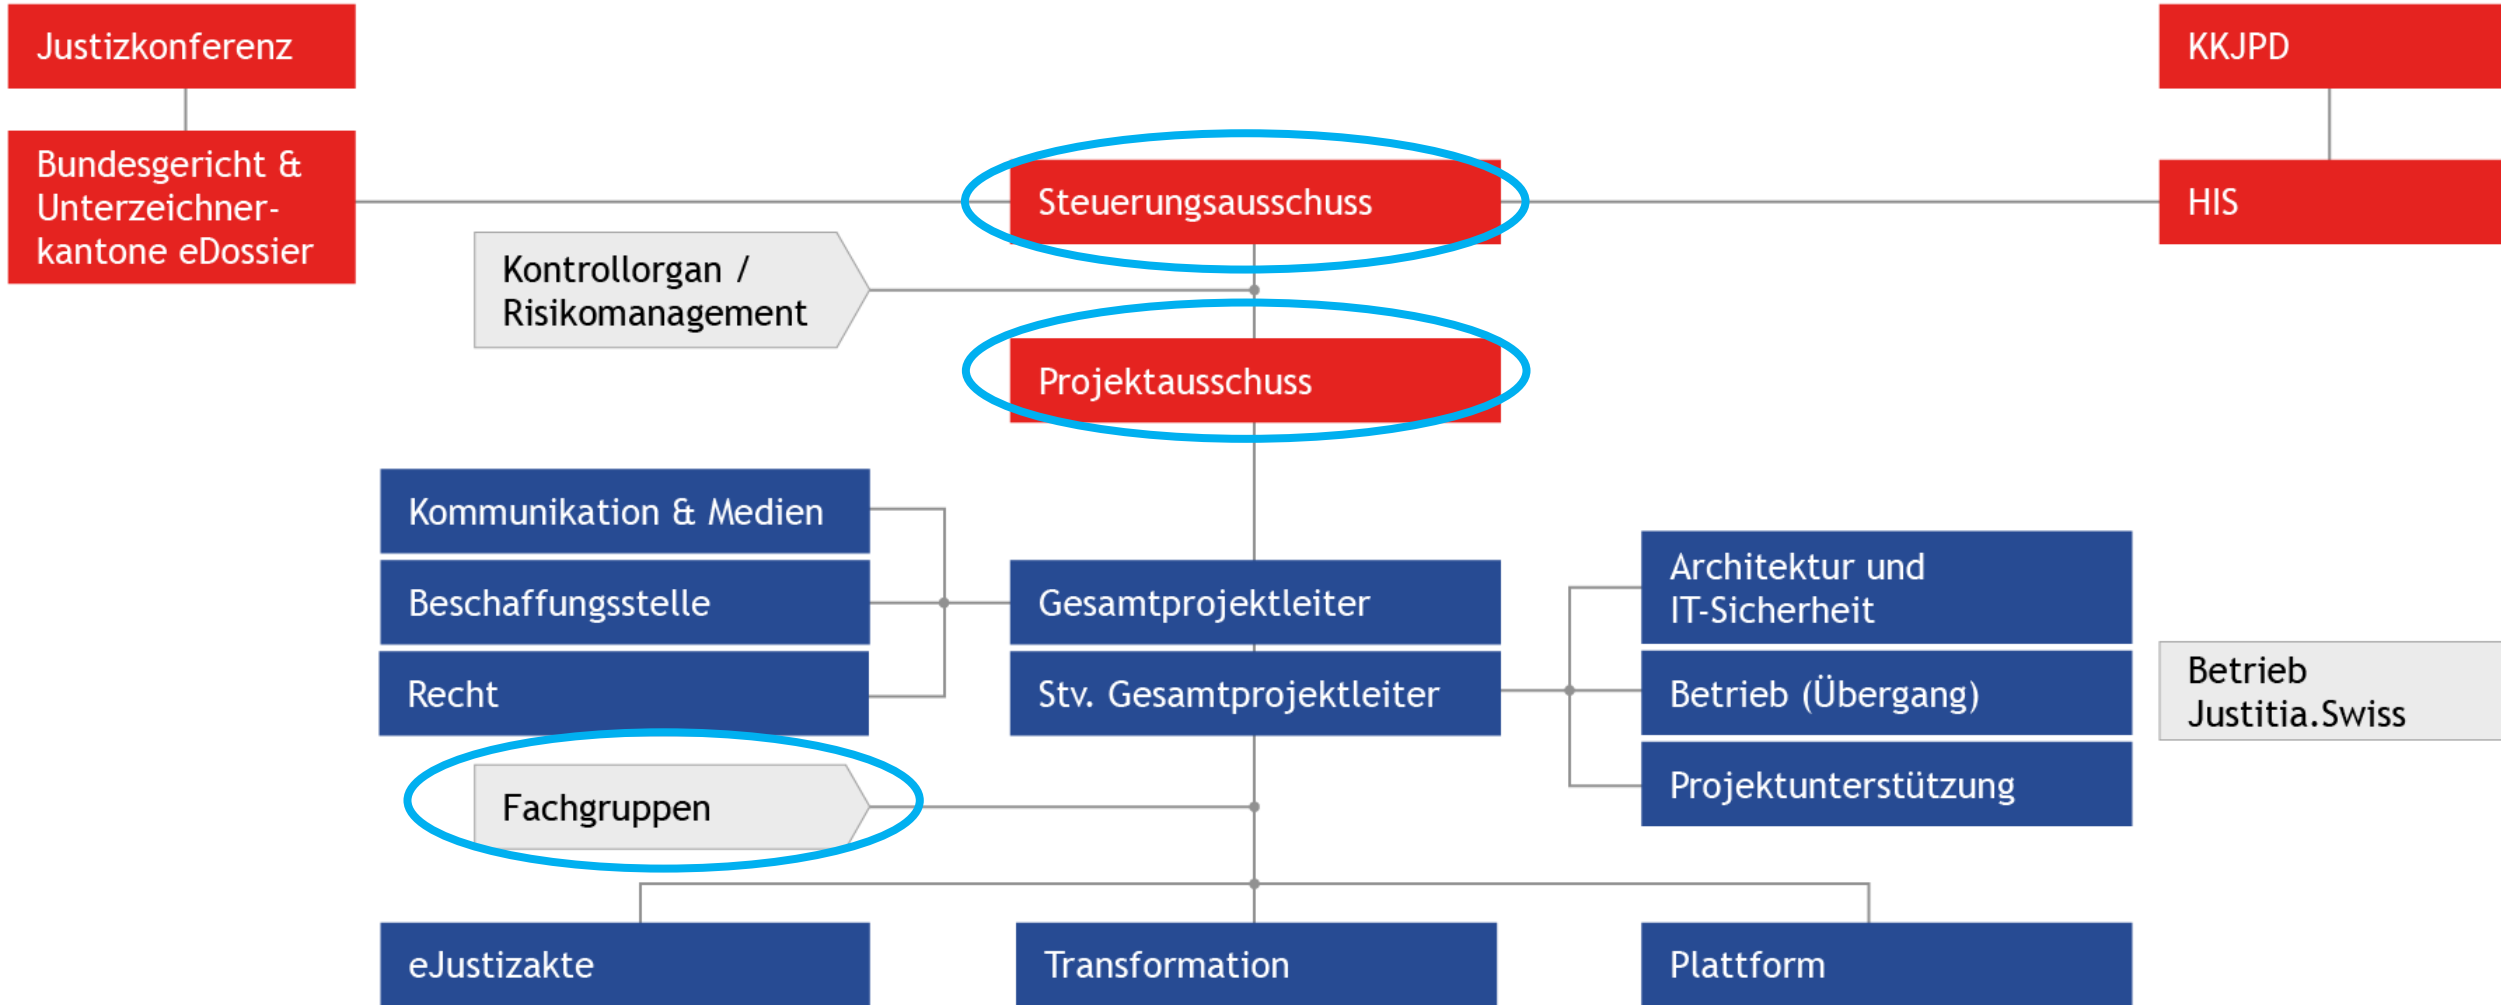 Justizkonferenz
KKJPD
Bundesgericht &
Unterzeichner-
kantone eDossier
Steuerungsausschuss
HIS
Kontrollorgan /
Risikomanagement
Projektausschuss
Kommunikation & Medien
Beschaffungsstelle
Recht
Gesamtprojektleiter
Stv. Gesamtprojektleiter
Architektur und
IT-Sicherheit
Betrieb (Übergang)
Projektunterstützung
Betrieb
Justitia.Swiss
Fachgruppen
eJustizakte
Transformation
Plattform